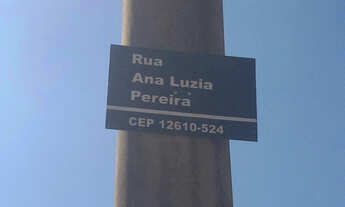 Rua
Ana Luzia
Pereira
CEP 12610-524